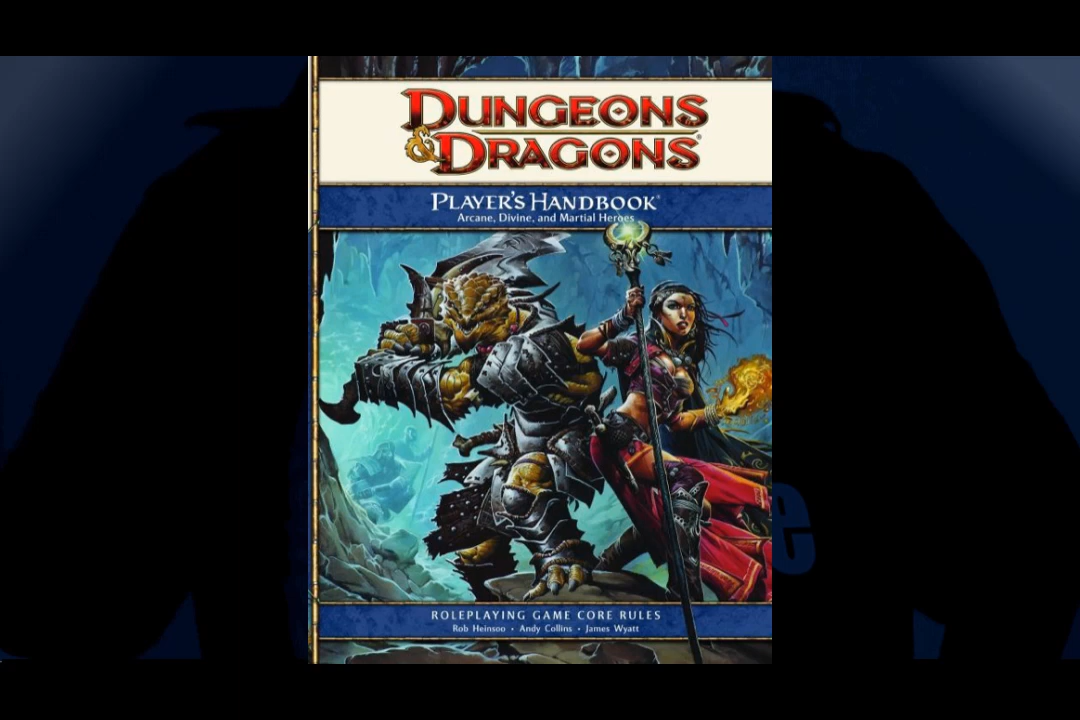 DUNGEONS
& DRAGONS®
PLAYER'S HANDBOOK®
Arcane, Divine, and Martial Heroes
ROLEPLAYING GAME CORE RULES
Rob Heinsoo • Andy Collins • James Wyatt
e